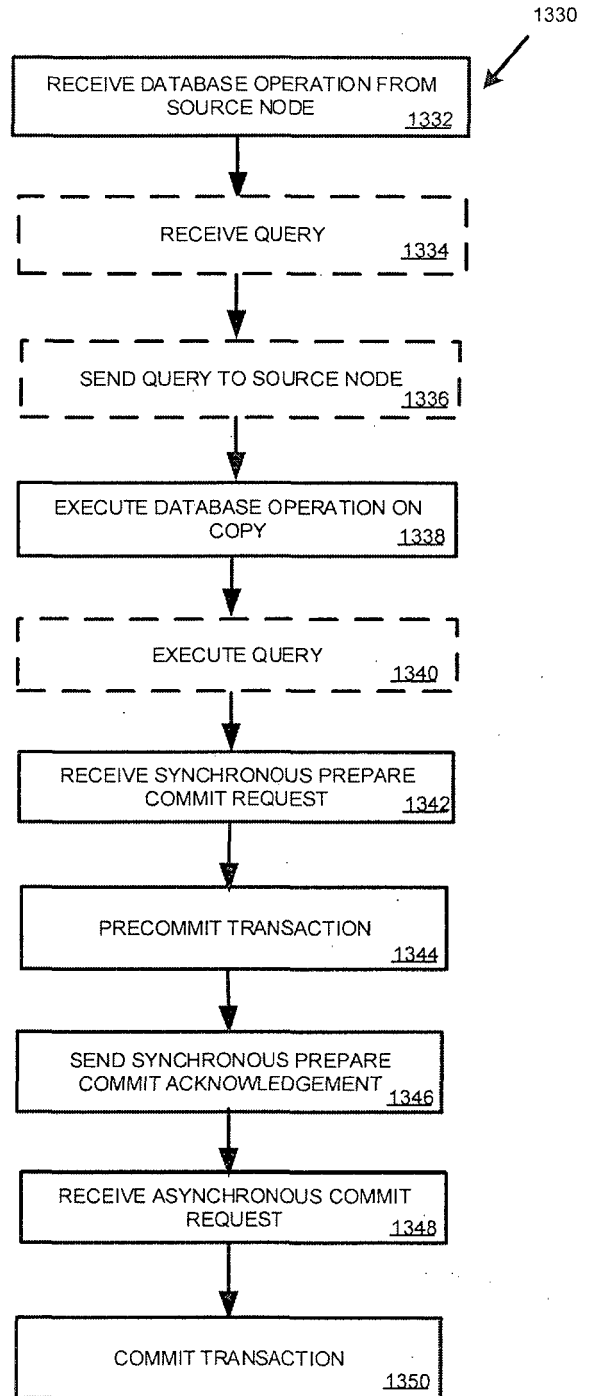 1330
RECEIVE DATABASE OPERATION FROM
SOURCE NODE
1332
RECEIVE QUERY
1334
SEND QUERY TO SOURCE NODE
1336
EXECUTE DATABASE OPERATION ON
COPY
1338
EXECUTE QUERY
1340
RECEIVE SYNCHRONOUS PREPARE
COMMIT REQUEST
1342
PRECOMMIT TRANSACTION
1344
SEND SYNCHRONOUS PREPARE
COMMIT ACKNOWLEDGEMENT
1346
RECEIVE ASYNCHRONOUS COMMIT
REQUEST
1348
COMMIT TRANSACTION
1350